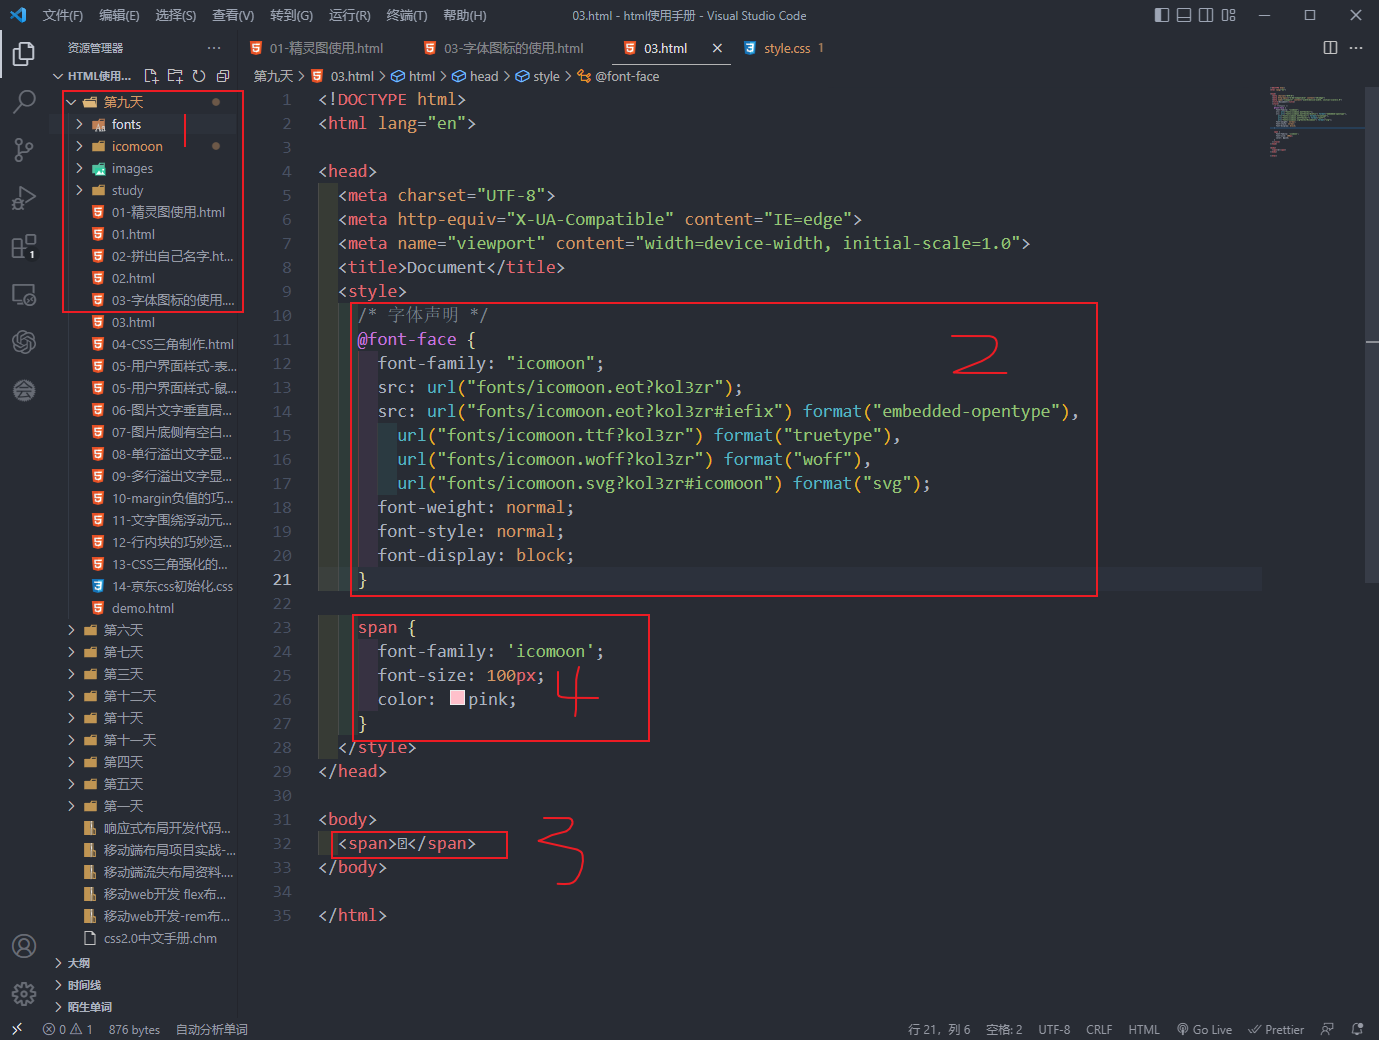 文件(F) 编辑(E) 选择(S) 查看(V) 转到(G) 运行(R) 终端(T) 帮助(H) 03.html - html使用手册 - Visual Studio Code
资源管理器 ···
01-精灵图使用.html 03-字体图标的使用.html 03.html style.css 1
HTML使用...
第九天 > 03.html > html > head > style > @font-face
第九天
fonts
icomoon
images
study
01-精灵图使用.html
01.html
02-拼出自己名字.ht...
02.html
03-字体图标的使用....
03.html
04-CSS三角制作.html
05-用户界面样式-表...
05-用户界面样式-鼠...
06-图片文字垂直居...
07-图片底侧有空白...
08-单行溢出文字显...
09-多行溢出文字显...
10-margin负值的巧...
11-文字围绕浮动元...
12-行内块的巧妙运...
13-CSS三角强化的...
14-京东css初始化.css
demo.html
第六天
第七天
第三天
第十二天
第十天
第十一天
第四天
第五天
第一天
响应式布局开发代码...
移动端布局项目实战-...
移动端流失布局资料...
移动web开发 flex布...
移动web开发-rem布...
css2.0中文手册.chm
大纲
时间线
陌生单词
1 <!DOCTYPE html>
2 <html lang="en">
3
4 <head>
5 <meta charset="UTF-8">
6 <meta http-equiv="X-UA-Compatible" content="IE=edge">
7 <meta name="viewport" content="width=device-width, initial-scale=1.0">
8 <title>Document</title>
9 <style>
10 /* 字体声明 */
11 @font-face {
12 font-family: "icomoon";
13 src: url("fonts/icomoon.eot?kol3zr");
14 src: url("fonts/icomoon.eot?kol3zr#iefix") format("embedded-opentype"),
15 url("fonts/icomoon.ttf?kol3zr") format("truetype"),
16 url("fonts/icomoon.woff?kol3zr") format("woff"),
17 url("fonts/icomoon.svg?kol3zr#icomoon") format("svg");
18 font-weight: normal;
19 font-style: normal;
20 font-display: block;
21 }
22
23 span {
24 font-family: 'icomoon';
25 font-size: 100px;
26 color: pink;
27 }
28 </style>
29 </head>
30
31 <body>
32 <span></span>
33 </body>
34
35 </html>
1
2
4
3
0 1 876 bytes 自动分析单词 行 21，列 6 空格: 2 UTF-8 CRLF HTML Go Live Prettier